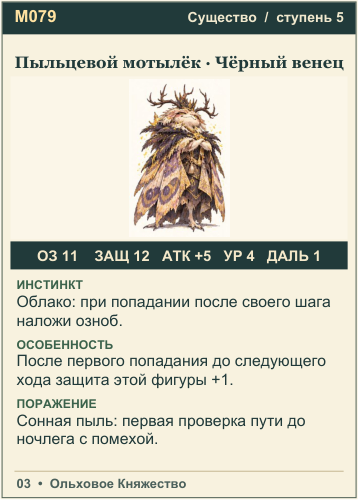 M079
Существо / ступень 5
Пыльцевой мотылёк · Чёрный венец
ОЗ 11 ЗАЩ 12 АТК +5 УР 4 ДАЛЬ 1
ИНСТИНКТ
Облако: при попадании после своего шага
наложи озноб.
ОСОБЕННОСТЬ
После первого попадания до следующего
хода защита этой фигуры +1.
ПОРАЖЕНИЕ
Сонная пыль: первая проверка пути до
ночлега с помехой.
03 • Ольховое Княжество